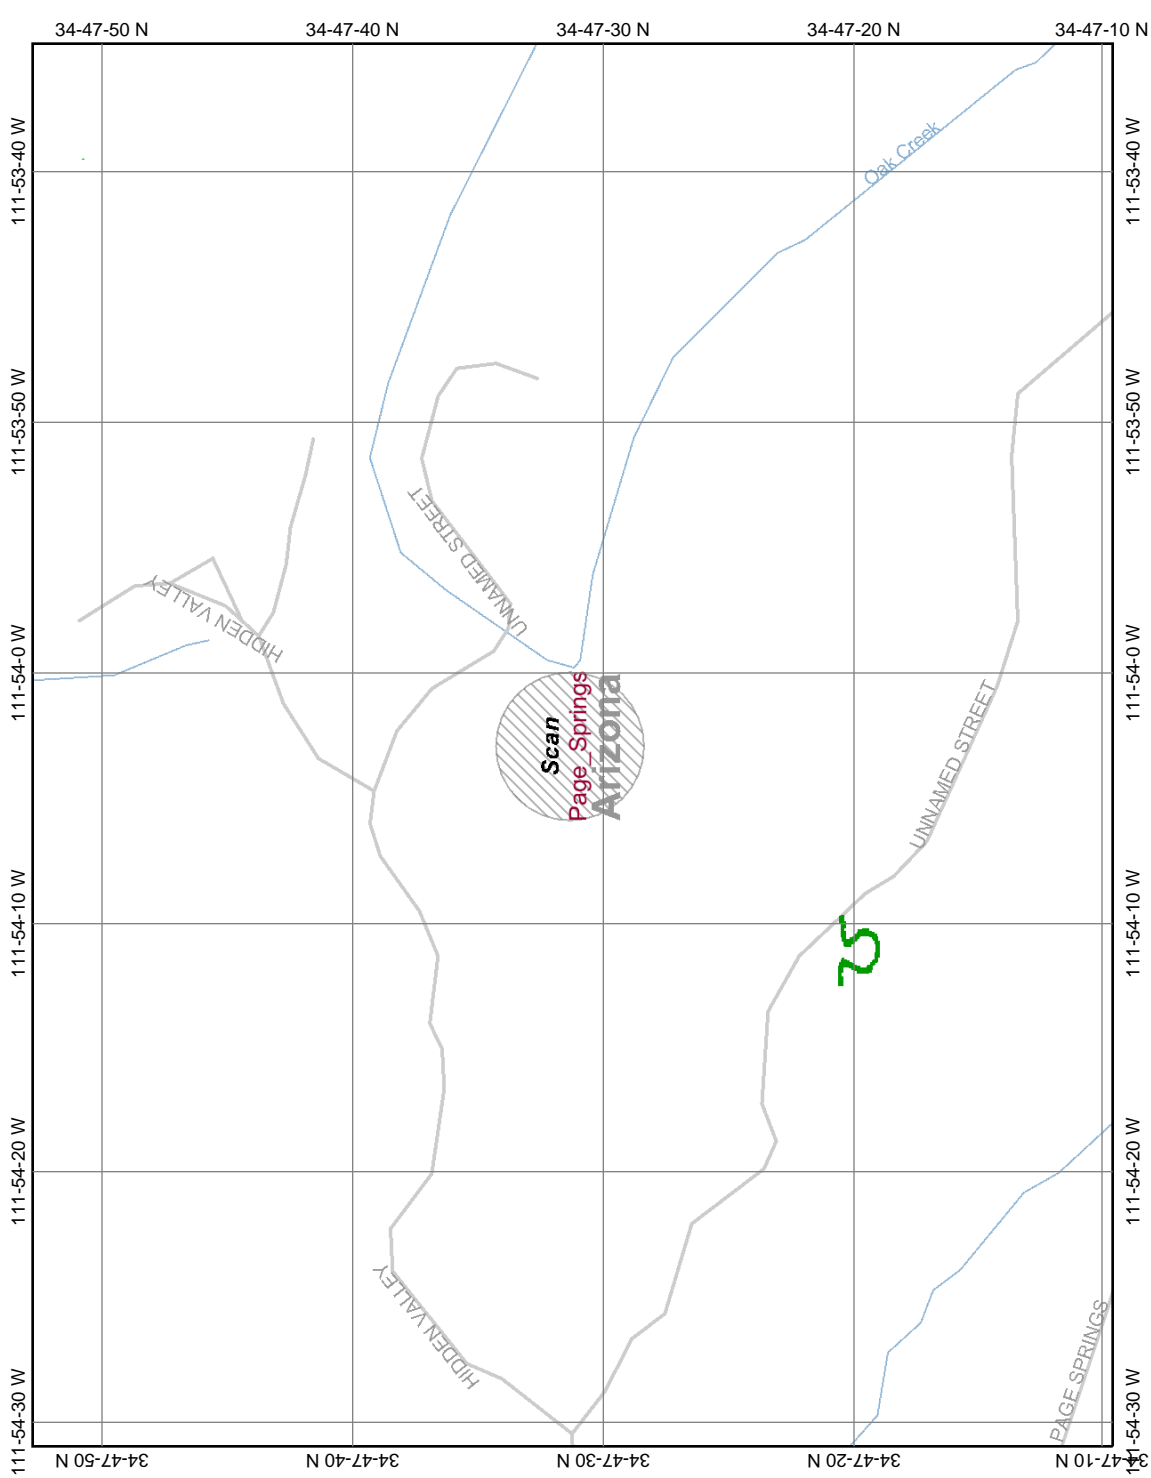 34-47-50 N 34-47-40 N 34-47-30 N 34-47-20 N 34-47-10 N
111-53-40 W
111-53-40 W
Oak Creek
111-53-50 W
111-53-50 W
UNNAMED STREET
HIDDEN VALLEY
111-54-0 W
111-54-0 W
Scan
Page_Springs
Arizona
UNNAMED STREET
111-54-10 W
111-54-10 W
25
111-54-20 W
111-54-20 W
HIDDEN VALLEY
PAGE SPRINGS
111-54-30 W
111-54-30 W
34-47-50 N 34-47-40 N 34-47-30 N 34-47-20 N 34-47-10 N